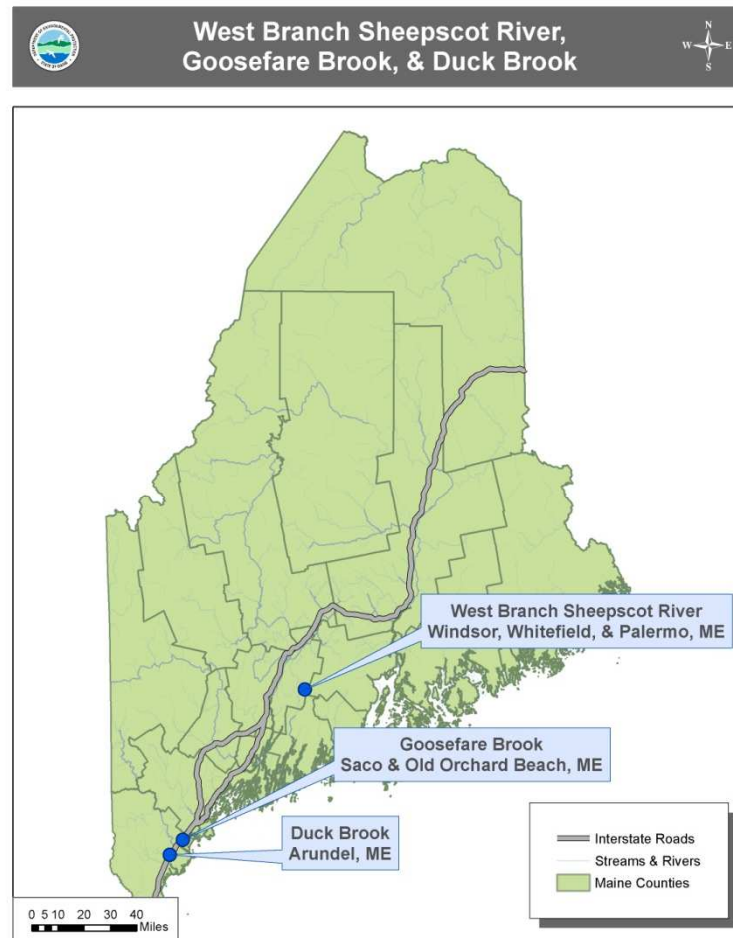 West Branch Sheepscot River,
Goosefare Brook, & Duck Brook
N
W E
S
West Branch Sheepscot River
Windsor, Whitefield, & Palermo, ME
Goosefare Brook
Saco & Old Orchard Beach, ME
Duck Brook
Arundel, ME
Interstate Roads
Streams & Rivers
Maine Counties
0 5 10 20 30 40
Miles